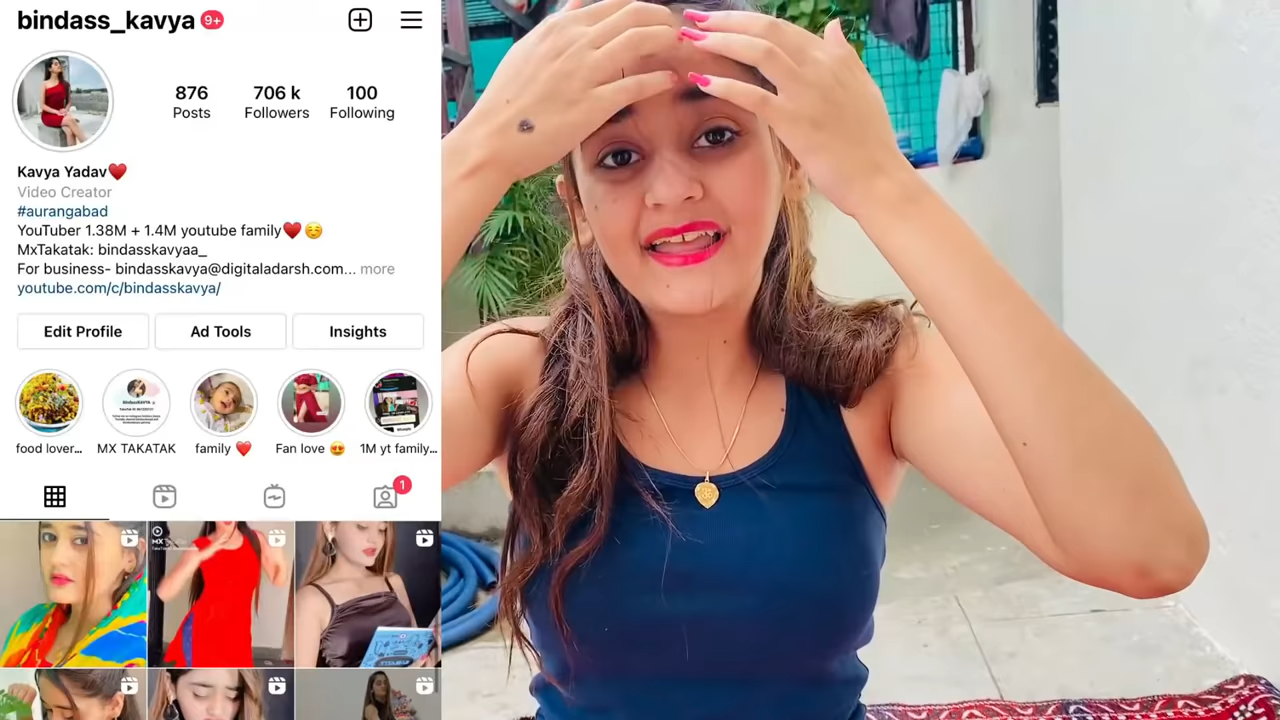 bindass_kavya 9+
876
Posts
706 k
Followers
100
Following
Kavya Yadav❤️
Video Creator
#aurangabad
YouTuber 1.38M + 1.4M youtube family❤️☺️
MxTakatak: bindasskavyaa_
For business- bindasskavya@digitaladarsh.com... more
youtube.com/c/bindasskavya/
Edit Profile
Ad Tools
Insights
food lover...
MX TAKATAK
family ❤️
Fan love 😍
1M yt family...
1